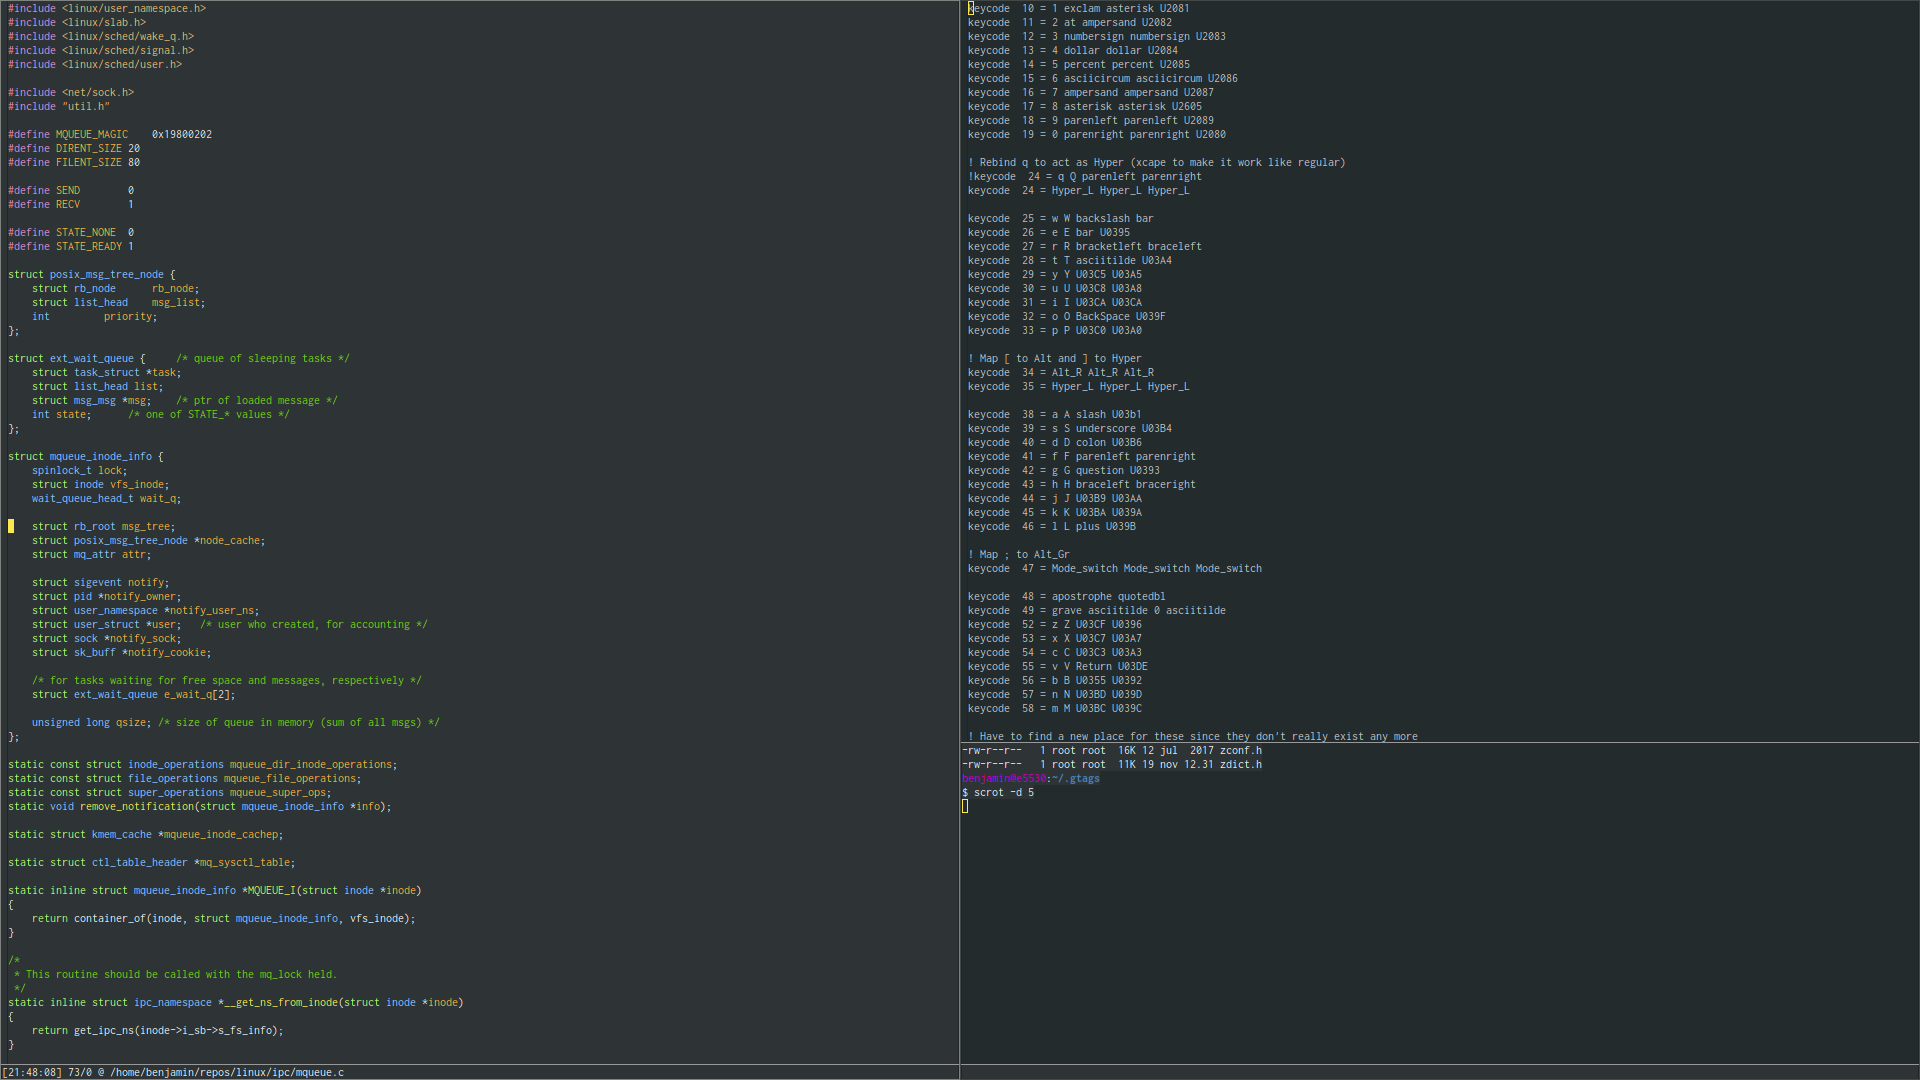 #include <linux/user_namespace.h>
#include <linux/slab.h>
#include <linux/sched/wake_q.h>
#include <linux/sched/signal.h>
#include <linux/sched/user.h>
#include <net/sock.h>
#include "util.h"
#define MQUEUE_MAGIC    0x19800202
#define DIRENT_SIZE 20
#define FILENT_SIZE 80
#define SEND        0
#define RECV        1
#define STATE_NONE  0
#define STATE_READY 1
struct posix_msg_tree_node {
    struct rb_node      rb_node;
    struct list_head    msg_list;
    int         priority;
};
struct ext_wait_queue {     /* queue of sleeping tasks */
    struct task_struct *task;
    struct list_head list;
    struct msg_msg *msg;    /* ptr of loaded message */
    int state;      /* one of STATE_* values */
};
struct mqueue_inode_info {
    spinlock_t lock;
    struct inode vfs_inode;
    wait_queue_head_t wait_q;
    struct rb_root msg_tree;
    struct posix_msg_tree_node *node_cache;
    struct mq_attr attr;
    struct sigevent notify;
    struct pid *notify_owner;
    struct user_namespace *notify_user_ns;
    struct user_struct *user;   /* user who created, for accounting */
    struct sock *notify_sock;
    struct sk_buff *notify_cookie;
    /* for tasks waiting for free space and messages, respectively */
    struct ext_wait_queue e_wait_q[2];
    unsigned long qsize; /* size of queue in memory (sum of all msgs) */
};
static const struct inode_operations mqueue_dir_inode_operations;
static const struct file_operations mqueue_file_operations;
static const struct super_operations mqueue_super_ops;
static void remove_notification(struct mqueue_inode_info *info);
static struct kmem_cache *mqueue_inode_cachep;
static struct ctl_table_header *mq_sysctl_table;
static inline struct mqueue_inode_info *MQUEUE_I(struct inode *inode)
{
    return container_of(inode, struct mqueue_inode_info, vfs_inode);
}
/*
 * This routine should be called with the mq_lock held.
 */
static inline struct ipc_namespace *__get_ns_from_inode(struct inode *inode)
{
    return get_ipc_ns(inode->i_sb->s_fs_info);
}
[21:48:08] 73/0 @ /home/benjamin/repos/linux/ipc/mqueue.c
keycode  10 = 1 exclam asterisk U2081
keycode  11 = 2 at ampersand U2082
keycode  12 = 3 numbersign numbersign U2083
keycode  13 = 4 dollar dollar U2084
keycode  14 = 5 percent percent U2085
keycode  15 = 6 asciicircum asciicircum U2086
keycode  16 = 7 ampersand ampersand U2087
keycode  17 = 8 asterisk asterisk U2605
keycode  18 = 9 parenleft parenleft U2089
keycode  19 = 0 parenright parenright U2080
! Rebind q to act as Hyper (xcape to make it work like regular)
!keycode  24 = q Q parenleft parenright
keycode  24 = Hyper_L Hyper_L Hyper_L
keycode  25 = w W backslash bar
keycode  26 = e E bar U0395
keycode  27 = r R bracketleft braceleft
keycode  28 = t T asciitilde U03A4
keycode  29 = y Y U03C5 U03A5
keycode  30 = u U U03C8 U03A8
keycode  31 = i I U03CA U03CA
keycode  32 = o O BackSpace U039F
keycode  33 = p P U03C0 U03A0
! Map [ to Alt and ] to Hyper
keycode  34 = Alt_R Alt_R Alt_R
keycode  35 = Hyper_L Hyper_L Hyper_L
keycode  38 = a A slash U03b1
keycode  39 = s S underscore U03B4
keycode  40 = d D colon U03B6
keycode  41 = f F parenleft parenright
keycode  42 = g G question U0393
keycode  43 = h H braceleft braceright
keycode  44 = j J U03B9 U03AA
keycode  45 = k K U03BA U039A
keycode  46 = l L plus U039B
! Map ; to Alt_Gr
keycode  47 = Mode_switch Mode_switch Mode_switch
keycode  48 = apostrophe quotedbl
keycode  49 = grave asciitilde 0 asciitilde
keycode  52 = z Z U03CF U0396
keycode  53 = x X U03C7 U03A7
keycode  54 = c C U03C3 U03A3
keycode  55 = v V Return U03DE
keycode  56 = b B U0355 U0392
keycode  57 = n N U03BD U039D
keycode  58 = m M U03BC U039C
! Have to find a new place for these since they don't really exist any more
-rw-r--r--   1 root root  16K 12 jul  2017 zconf.h
-rw-r--r--   1 root root  11K 19 nov 12.31 zdict.h
benjamin@e5530:~/.gtags
$ scrot -d 5